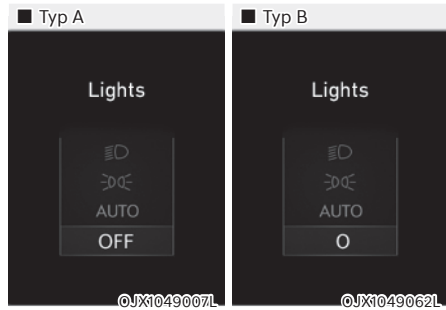 ■ Typ A
Lights
AUTO
OFF
OJX1049007L
■ Typ B
Lights
AUTO
O
OJX1049062L